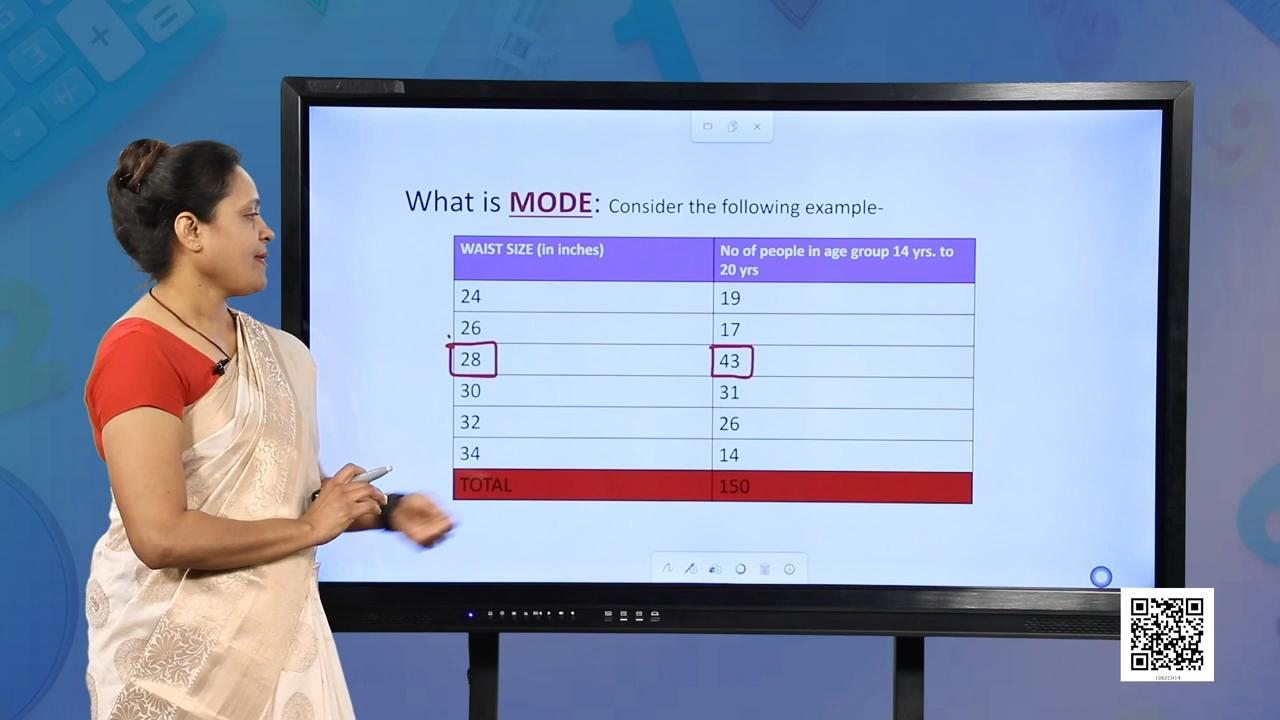 What is MODE: Consider the following example-
WAIST SIZE (in inches) No of people in age group 14 yrs. to
20 yrs
24 19
26 17
28 43
30 31
32 26
34 14
TOTAL 150
1062CH14